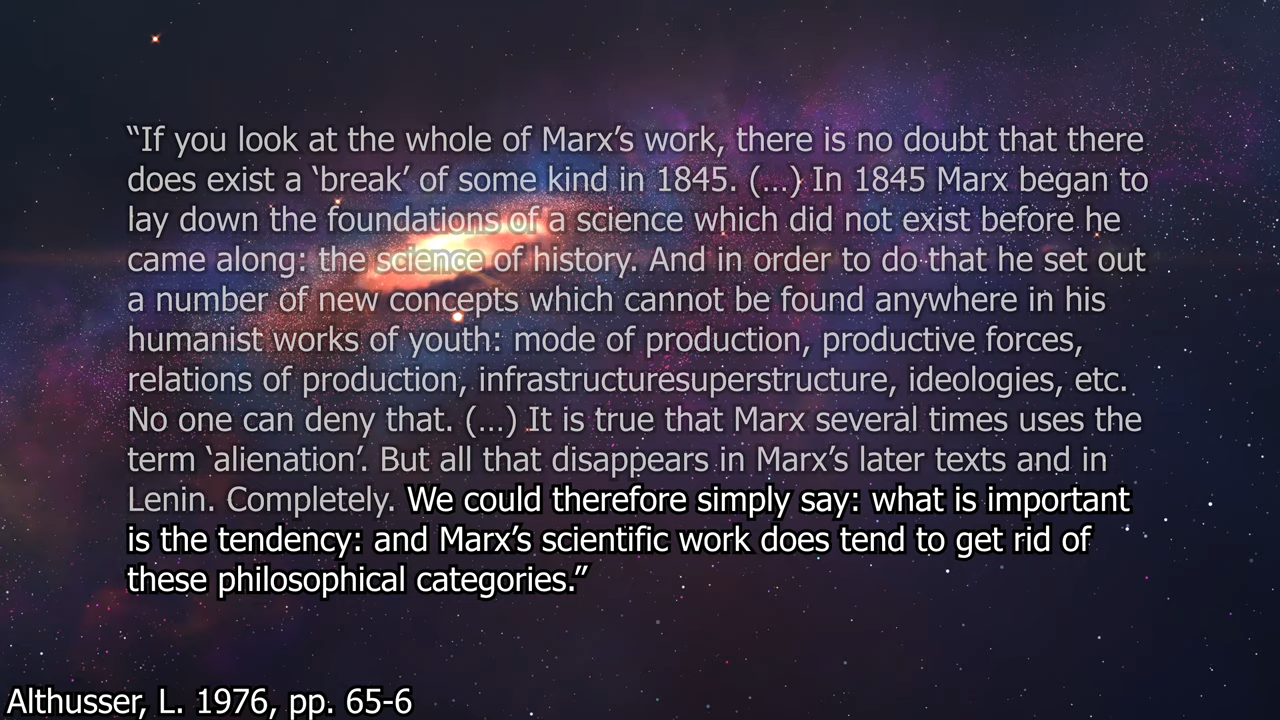 “If you look at the whole of Marx’s work, there is no doubt that there
does exist a ‘break’ of some kind in 1845. (…) In 1845 Marx began to
lay down the foundations of a science which did not exist before he
came along: the science of history. And in order to do that he set out
a number of new concepts which cannot be found anywhere in his
humanist works of youth: mode of production, productive forces,
relations of production, infrastructuresuperstructure, ideologies, etc.
No one can deny that. (…) It is true that Marx several times uses the
term ‘alienation’. But all that disappears in Marx’s later texts and in
Lenin. Completely. We could therefore simply say: what is important
is the tendency: and Marx’s scientific work does tend to get rid of
these philosophical categories.”
Althusser, L. 1976, pp. 65-6